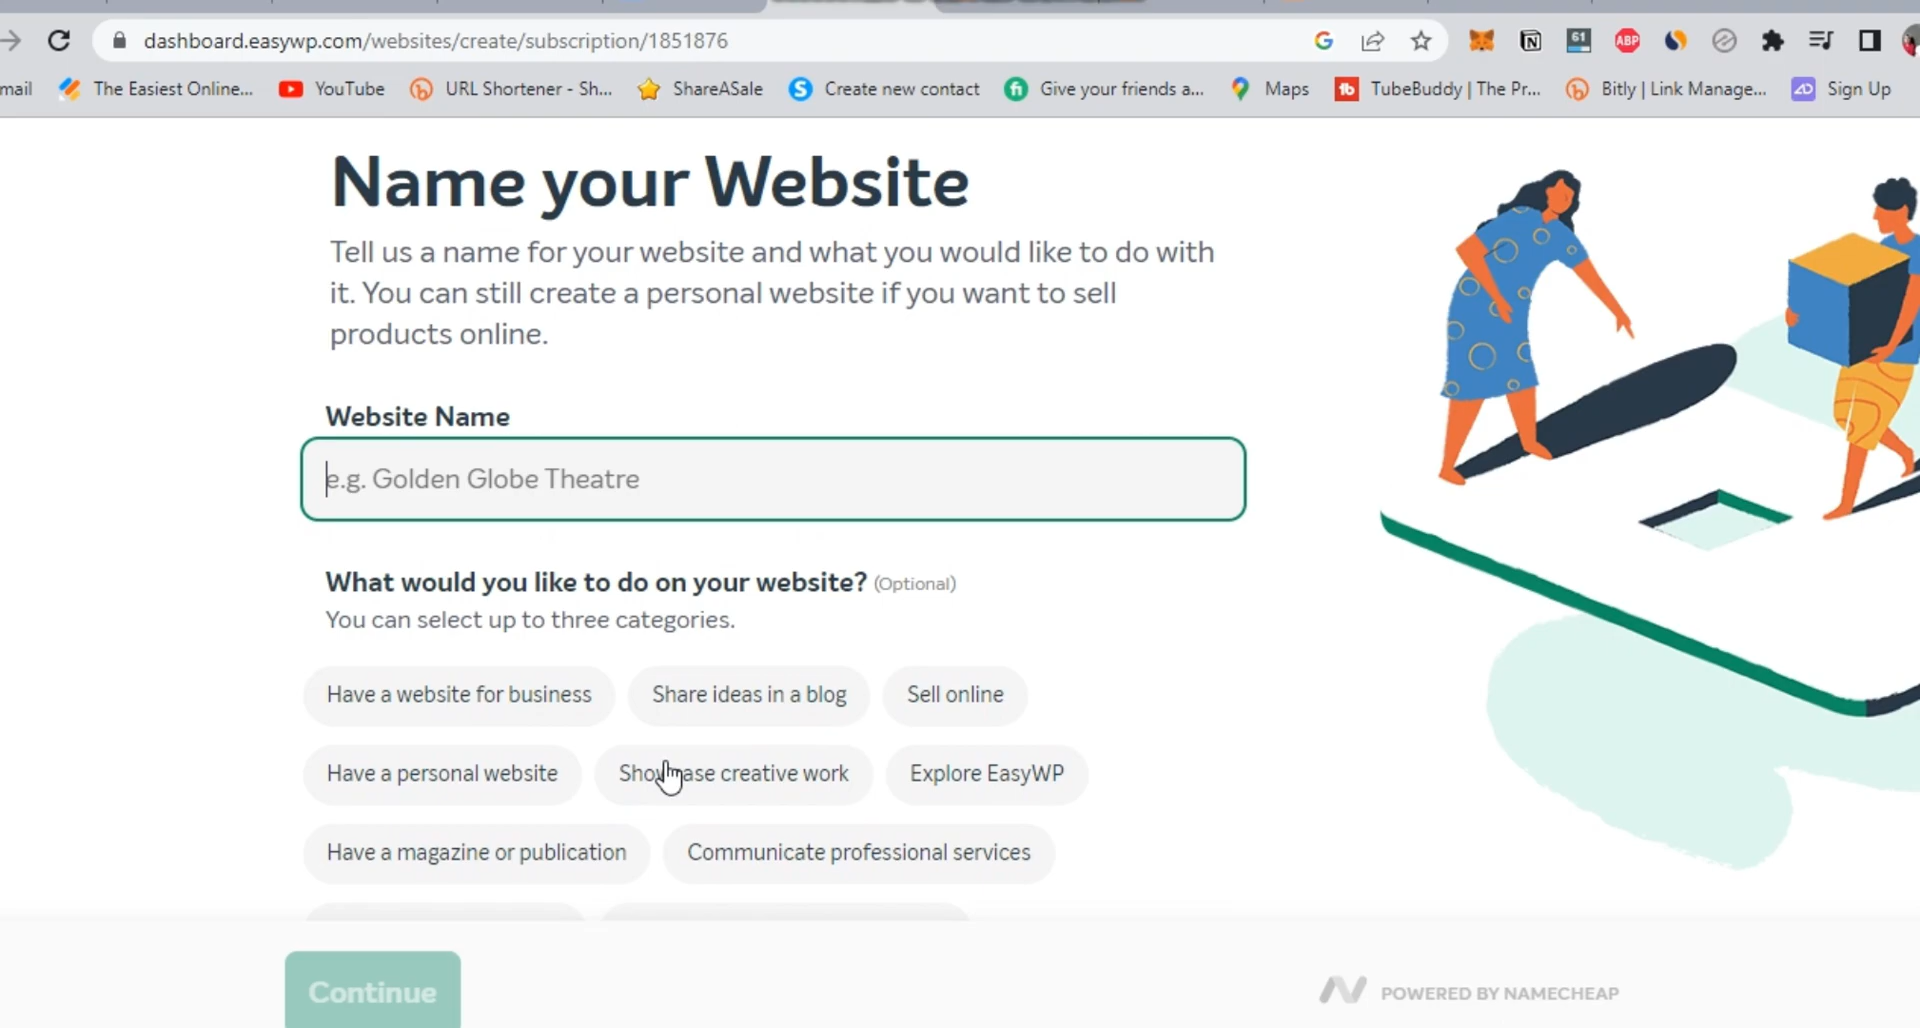 dashboard.easywp.com/websites/create/subscription/1851876
61
ABP
mail
The Easiest Online...
YouTube
URL Shortener - Sh...
ShareASale
S
Create new contact
fi
Give your friends a...
Maps
tb
TubeBuddy | The Pr...
Bitly | Link Manage...
Sign Up
Name your Website
Tell us a name for your website and what you would like to do with
it. You can still create a personal website if you want to sell
products online.
Website Name
e.g. Golden Globe Theatre
What would you like to do on your website? (Optional)
You can select up to three categories.
Have a website for business
Share ideas in a blog
Sell online
Have a personal website
Showcase creative work
Explore EasyWP
Have a magazine or publication
Communicate professional services
Continue
POWERED BY NAMECHEAP